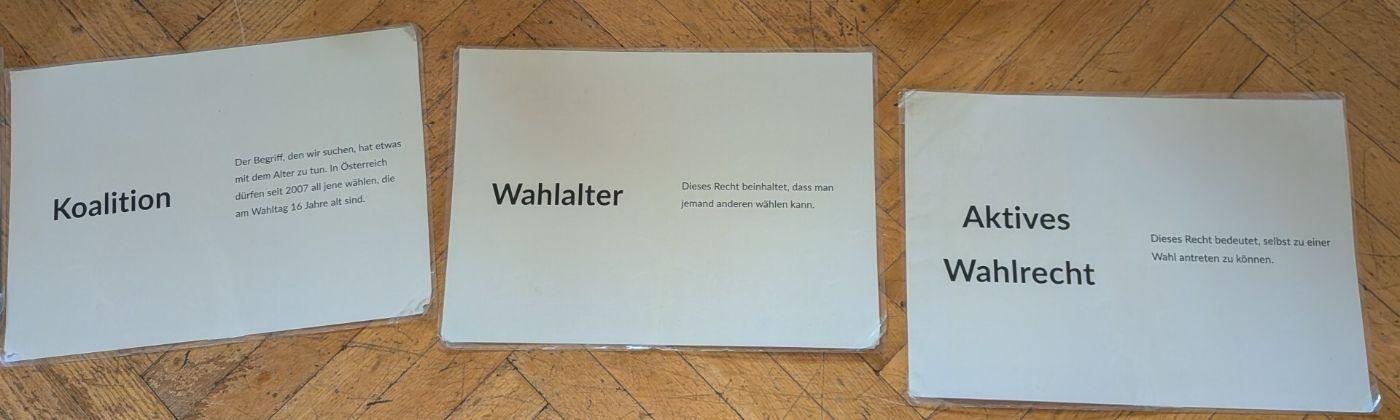 Koalition
Der Begriff, den wir suchen, hat etwas
mit dem Alter zu tun. In Österreich
dürfen seit 2007 all jene wählen, die
am Wahltag 16 Jahre alt sind.
Wahlalter
Dieses Recht beinhaltet, dass man
jemand anderen wählen kann.
Aktives
Wahlrecht
Dieses Recht bedeutet, selbst zu einer
Wahl antreten zu können.